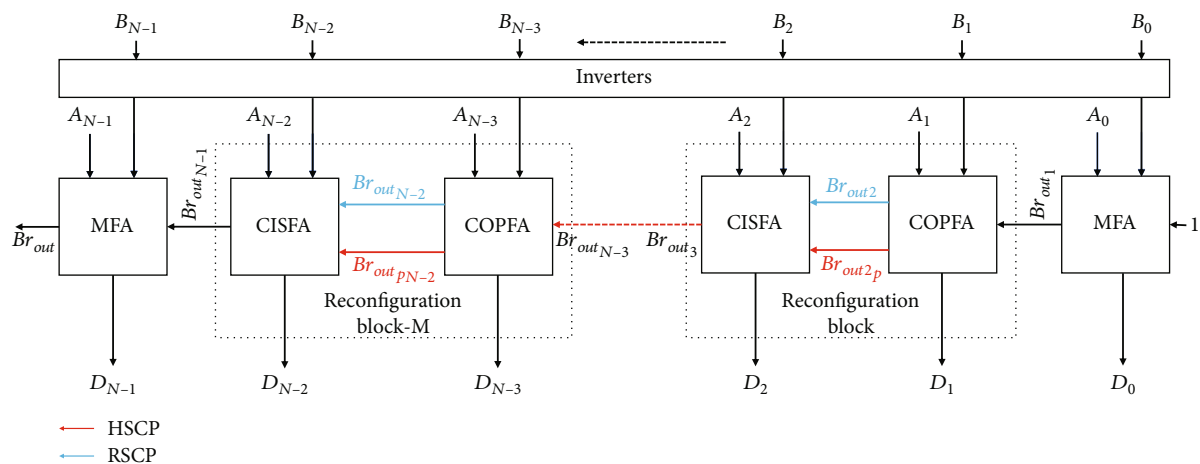 B_{N–1} B_{N–2} B_{N–3} B_2 B_1 B_0
Inverters
A_{N–1} A_{N–2} A_{N–3} A_2 A_1 A_0
MFA
Br_{out}
Br_{out_{N–1}}
CISFA
Br_{out_{N–2}}
Br_{out_{pN–2}}
COPFA
Reconfiguration
block-M
Br_{out_{N–3}}
Br_{out_3}
CISFA
Br_{out2}
Br_{out2_p}
COPFA
Reconfiguration
block
Br_{out_1}
MFA
1
D_{N–1} D_{N–2} D_{N–3} D_2 D_1 D_0
HSCP
RSCP